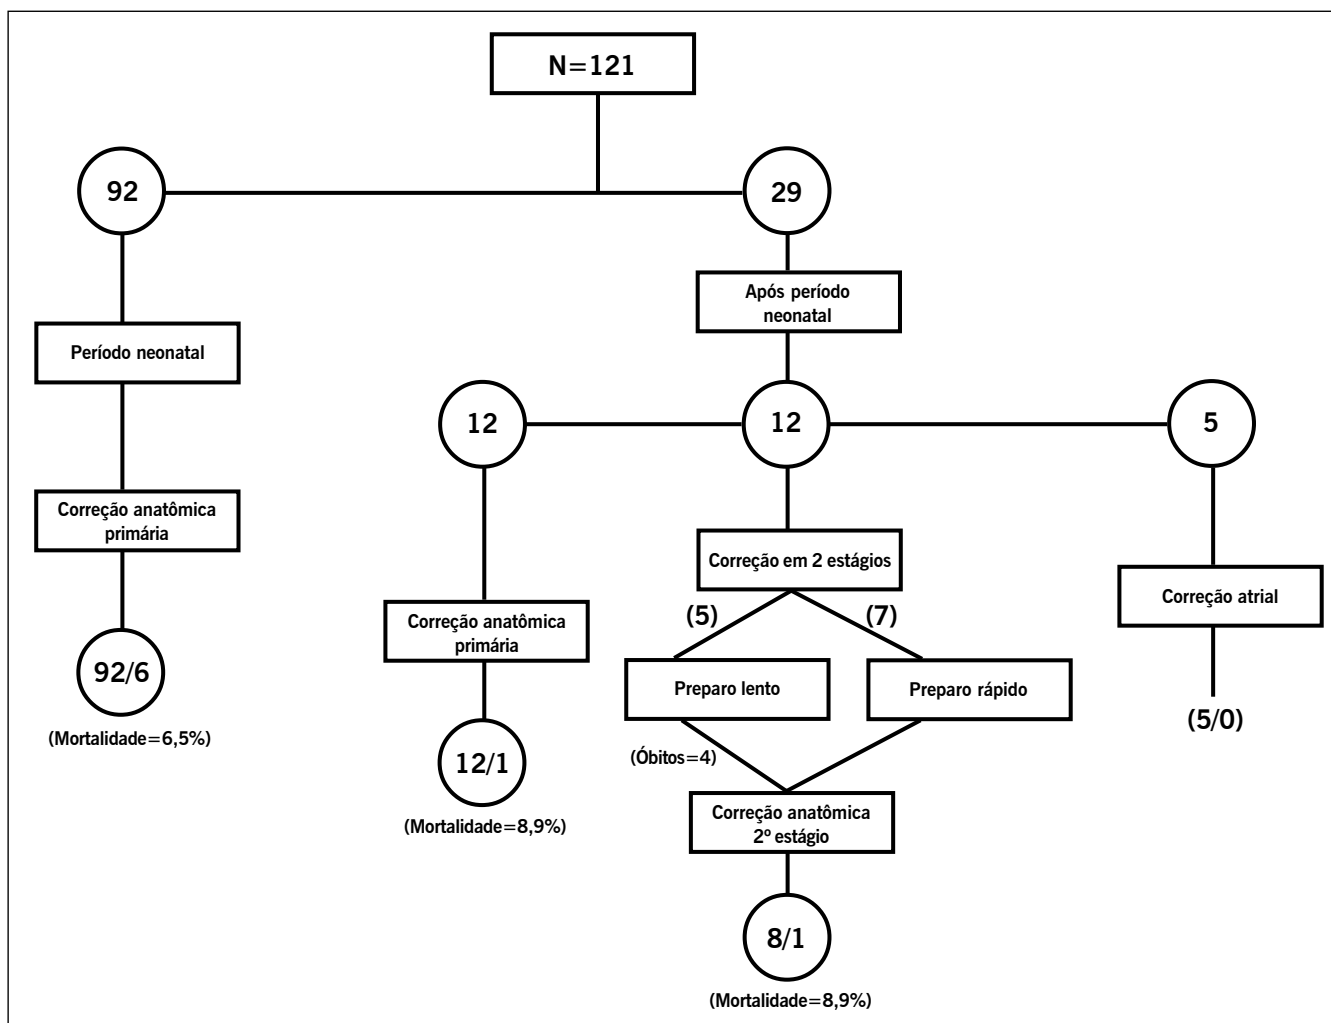 N=121
92
29
Após período
neonatal
Período neonatal
12
12
5
Correção anatômica
primária
Correção em 2 estágios
Correção atrial
(5)
(7)
Correção anatômica
primária
92/6
Preparo lento
Preparo rápido
(5/0)
(Mortalidade=6,5%)
(Óbitos=4)
12/1
Correção anatômica
2º estágio
(Mortalidade=8,9%)
8/1
(Mortalidade=8,9%)